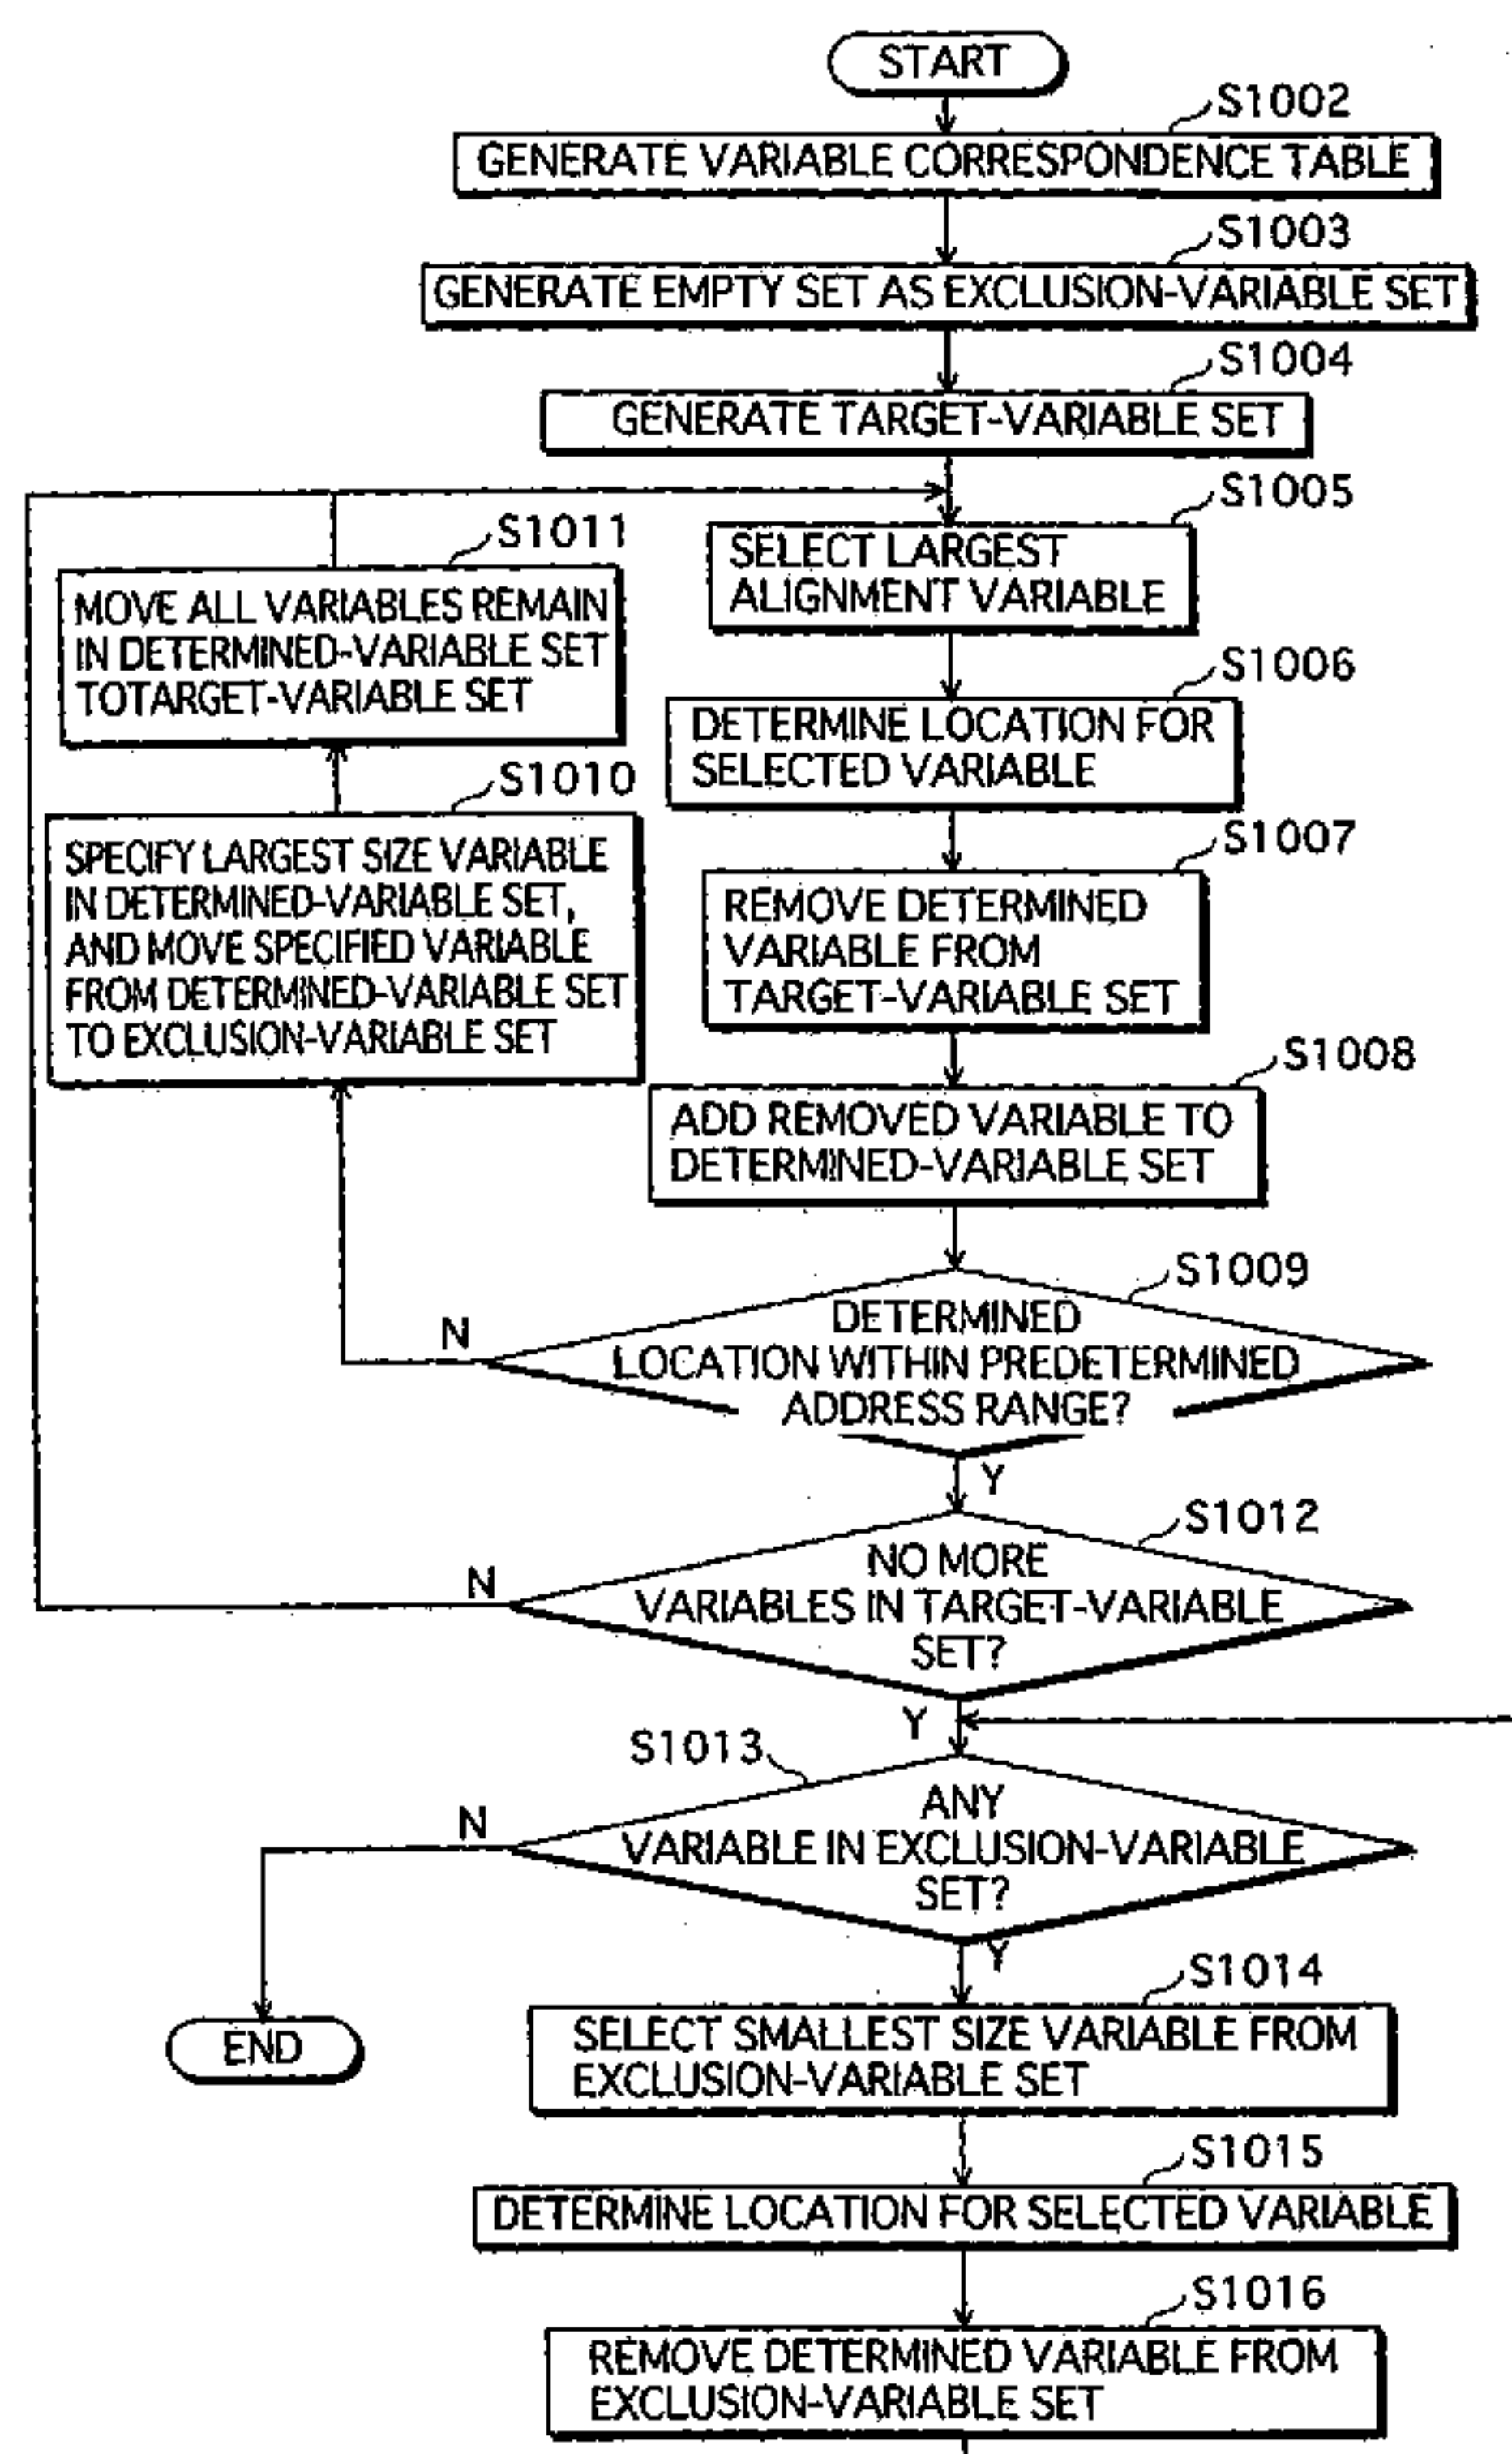 START
S1002
GENERATE VARIABLE CORRESPONDENCE TABLE
S1003
GENERATE EMPTY SET AS EXCLUSION-VARIABLE SET
S1004
GENERATE TARGET-VARIABLE SET
S1005
SELECT LARGEST
ALIGNMENT VARIABLE
S1011
MOVE ALL VARIABLES REMAIN
IN DETERMINED-VARIABLE SET
TOTARGET-VARIABLE SET
S1006
DETERMINE LOCATION FOR
SELECTED VARIABLE
S1010
SPECIFY LARGEST SIZE VARIABLE
IN DETERMINED-VARIABLE SET,
AND MOVE SPECIFIED VARIABLE
FROM DETERMINED-VARIABLE SET
TO EXCLUSION-VARIABLE SET
S1007
REMOVE DETERMINED
VARIABLE FROM
TARGET-VARIABLE SET
S1008
ADD REMOVED VARIABLE TO
DETERMINED-VARIABLE SET
S1009
DETERMINED
LOCATION WITHIN PREDETERMINED
ADDRESS RANGE?
N
Y
S1012
NO MORE
VARIABLES IN TARGET-VARIABLE
SET?
N
Y
S1013
ANY
VARIABLE IN EXCLUSION-VARIABLE
SET?
N
Y
END
S1014
SELECT SMALLEST SIZE VARIABLE FROM
EXCLUSION-VARIABLE SET
S1015
DETERMINE LOCATION FOR SELECTED VARIABLE
S1016
REMOVE DETERMINED VARIABLE FROM
EXCLUSION-VARIABLE SET